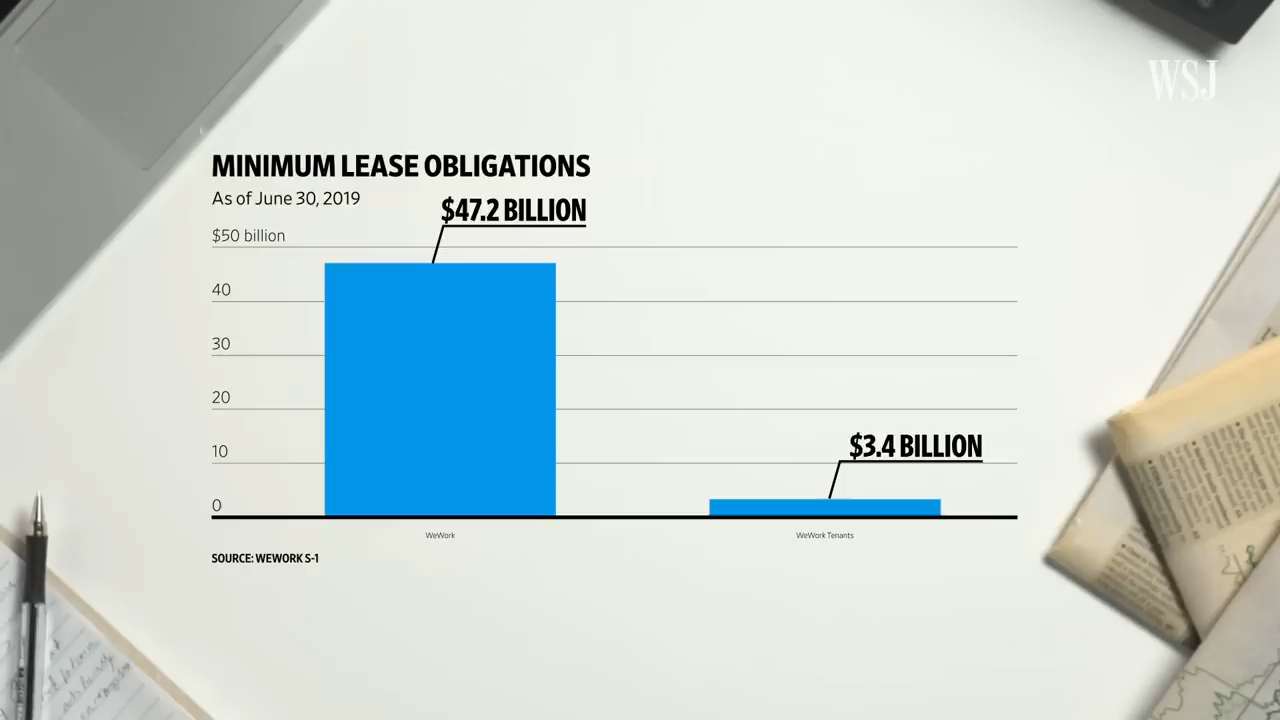 WSJ
MINIMUM LEASE OBLIGATIONS
As of June 30, 2019
$47.2 BILLION
$50 billion
40
30
20
$3.4 BILLION
10
0
WeWork
WeWork Tenants
SOURCE: WEWORK S-1